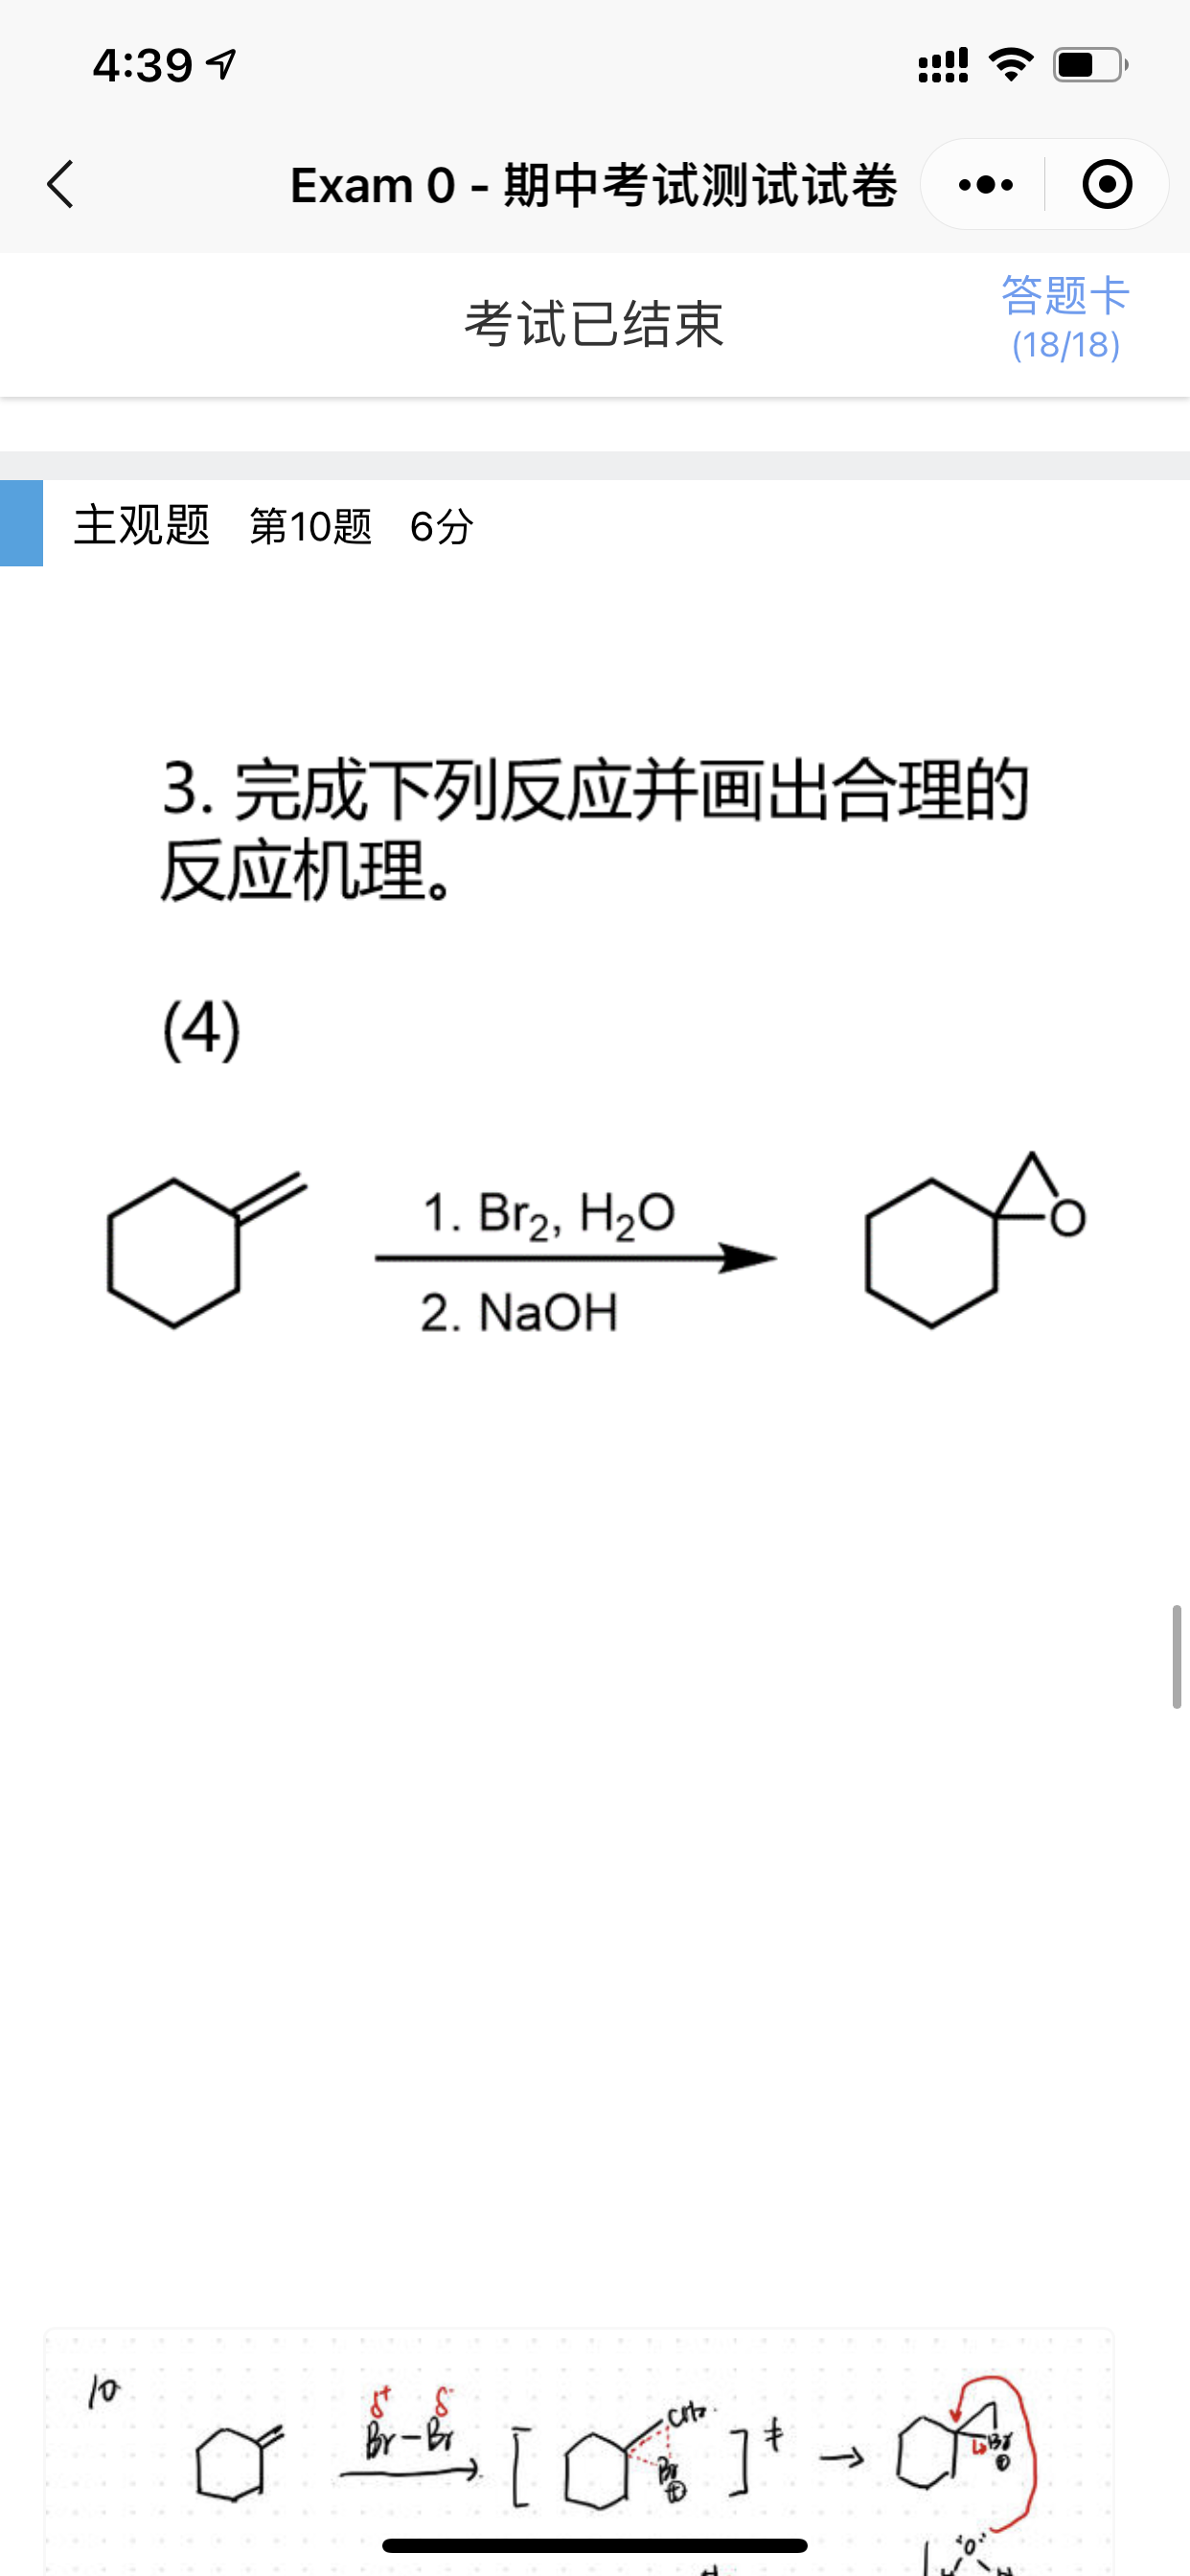 4:39
Exam 0 - 期中考试测试试卷
考试已结束
答题卡
(18/18)
主观题 第10题 6分
3. 完成下列反应并画出合理的
反应机理。
(4)
1. Br₂, H₂O
2. NaOH
O
10
δ⁺ δ⁻
Br-Br
CH₂
Br
⊕
]‡
Br
⊕
O